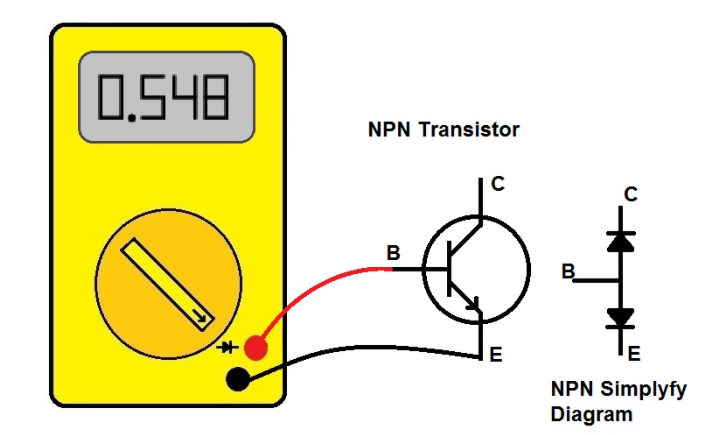 0.548
NPN Transistor
C
B
E
C
B
E
NPN Simplyfy
Diagram